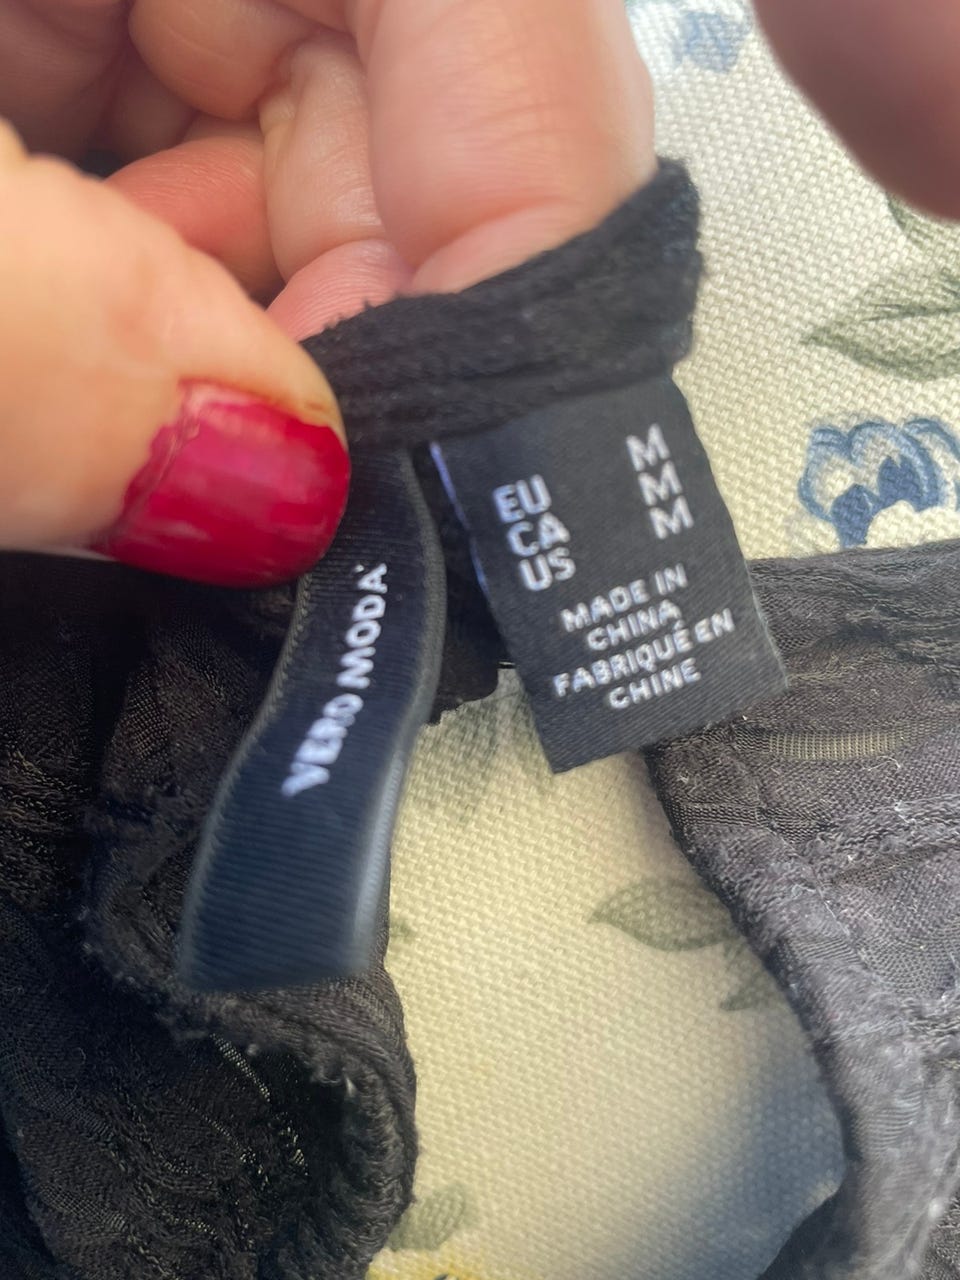 VERO MODA
EU M
CA M
US M
MADE IN
CHINA
FABRIQUÉ EN
CHINE